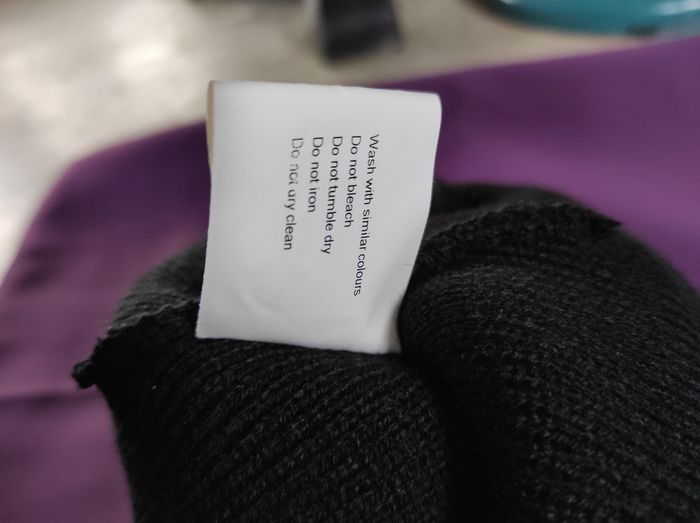 Wash with similar colours
Do not bleach
Do not tumble dry
Do not iron
Do not dry clean